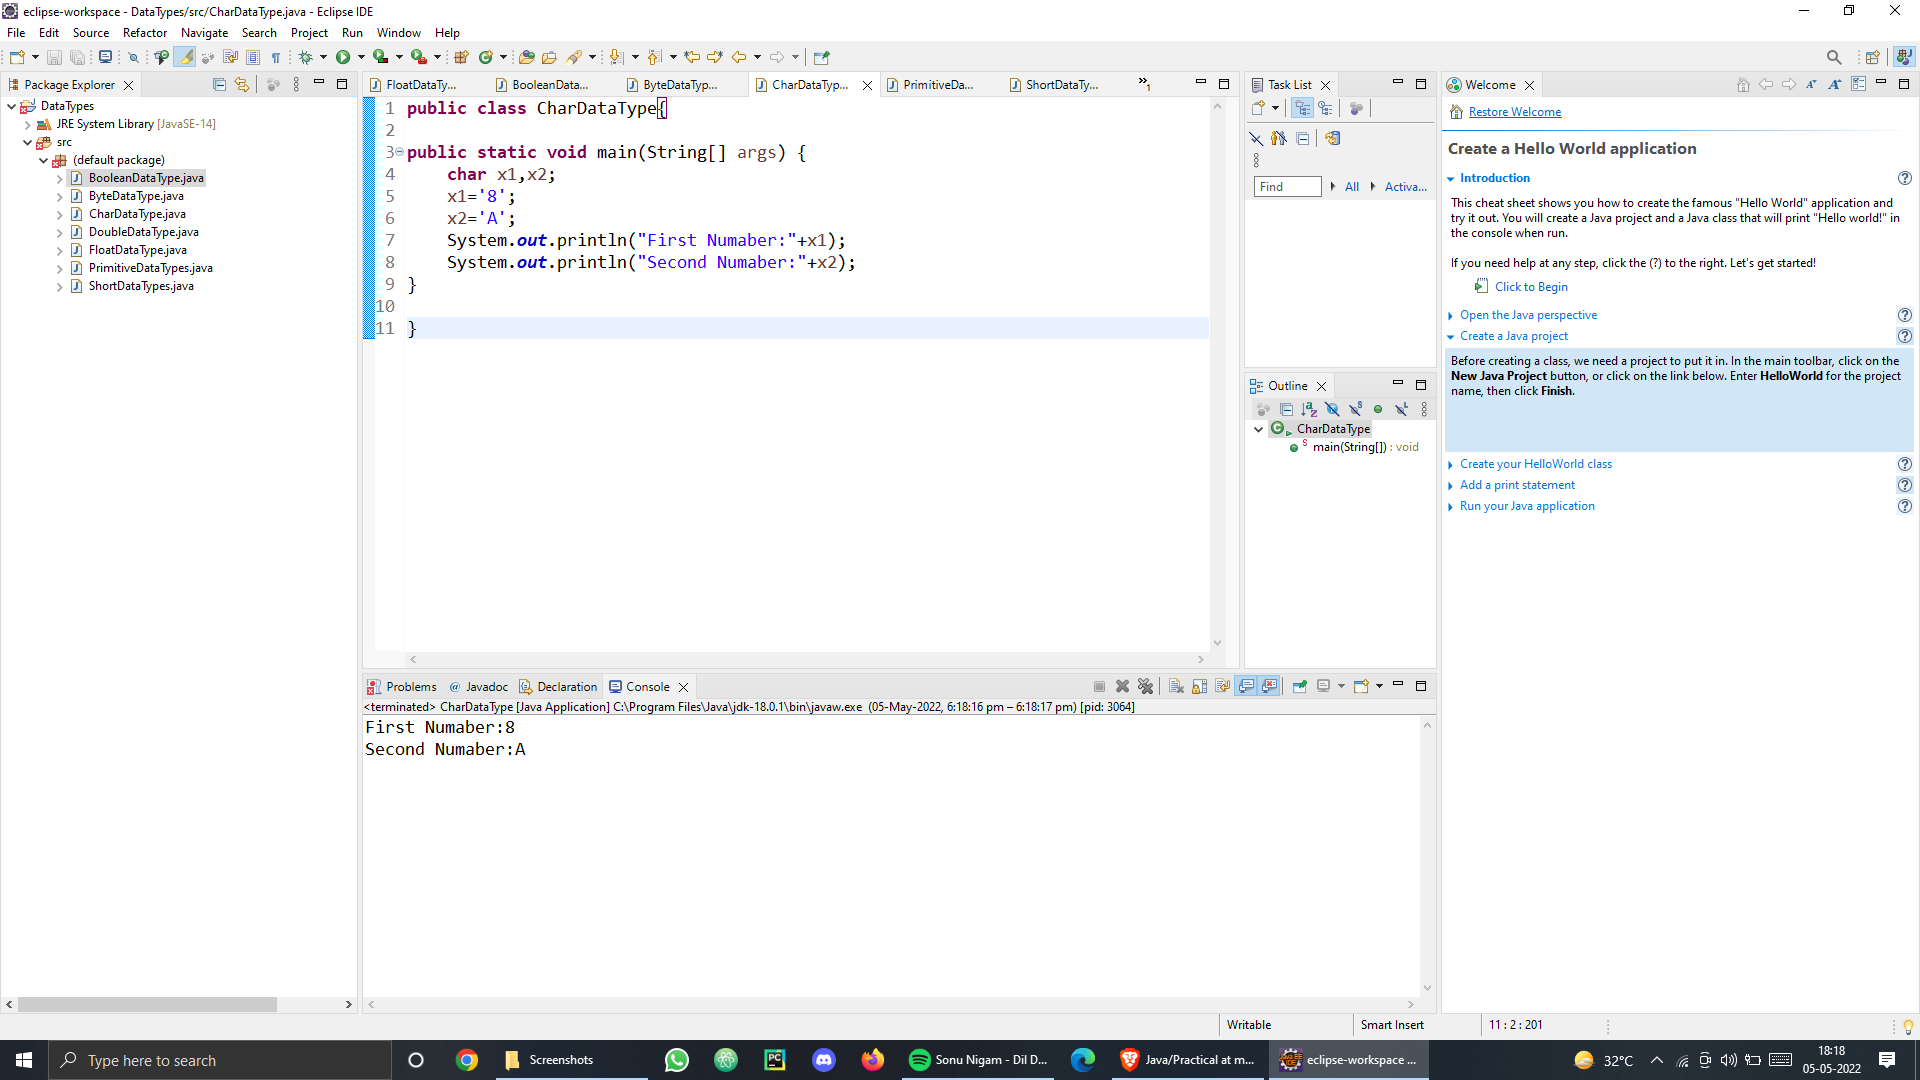 eclipse-workspace - DataTypes/src/CharDataType.java - Eclipse IDE
File Edit Source Refactor Navigate Search Project Run Window Help
Package Explorer
DataTypes
JRE System Library [JavaSE-14]
src
(default package)
BooleanDataType.java
ByteDataType.java
CharDataType.java
DoubleDataType.java
FloatDataType.java
PrimitiveDataTypes.java
ShortDataTypes.java
FloatDataTy... BooleanData... ByteDataTyp... CharDataTyp... PrimitiveDa... ShortDataTy... »1
1 public class CharDataType{
2
3 public static void main(String[] args) {
4 char x1,x2;
5 x1='8';
6 x2='A';
7 System.out.println("First Numaber:"+x1);
8 System.out.println("Second Numaber:"+x2);
9 }
10
11 }
Task List
Find All Activa...
Outline
CharDataType
main(String[]) : void
Welcome
Restore Welcome
Create a Hello World application
Introduction
This cheat sheet shows you how to create the famous "Hello World" application and
try it out. You will create a Java project and a Java class that will print "Hello world!" in
the console when run.
If you need help at any step, click the (?) to the right. Let's get started!
Click to Begin
Open the Java perspective
Create a Java project
Before creating a class, we need a project to put it in. In the main toolbar, click on the
New Java Project button, or click on the link below. Enter HelloWorld for the project
name, then click Finish.
Create your HelloWorld class
Add a print statement
Run your Java application
Problems @ Javadoc Declaration Console
<terminated> CharDataType [Java Application] C:\Program Files\Java\jdk-18.0.1\bin\javaw.exe (05-May-2022, 6:18:16 pm – 6:18:17 pm) [pid: 3064]
First Numaber:8
Second Numaber:A
Writable Smart Insert 11 : 2 : 201
Type here to search
Screenshots
Sonu Nigam - Dil D...
Java/Practical at m...
eclipse-workspace ...
32°C
18:18
05-05-2022